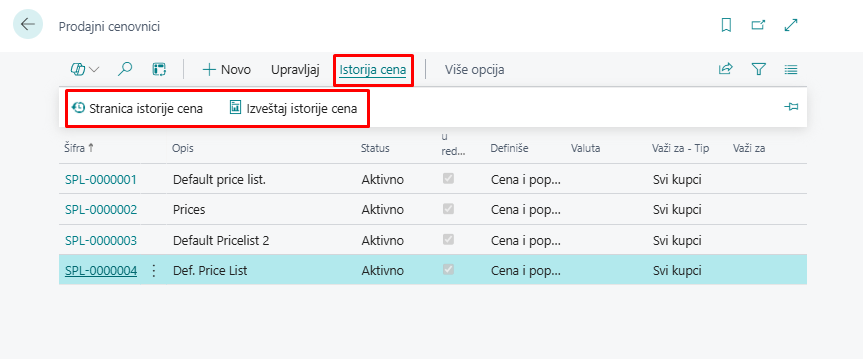 Prodajni cenovnici
Novo Upravljaj Istorija cena Više opcija
Stranica istorije cena Izveštaj istorije cena
Šifra ↑ Opis Status u red... Definiše Valuta Važi za - Tip Važi za
SPL-0000001 Default price list. Aktivno Cena i pop... Svi kupci
SPL-0000002 Prices Aktivno Cena i pop... Svi kupci
SPL-0000003 Default Pricelist 2 Aktivno Cena i pop... Svi kupci
SPL-0000004 Def. Price List Aktivno Cena i pop... Svi kupci